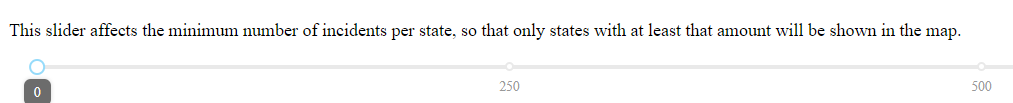 This slider affects the minimum number of incidents per state, so that only states with at least that amount will be shown in the map.
0 250 500